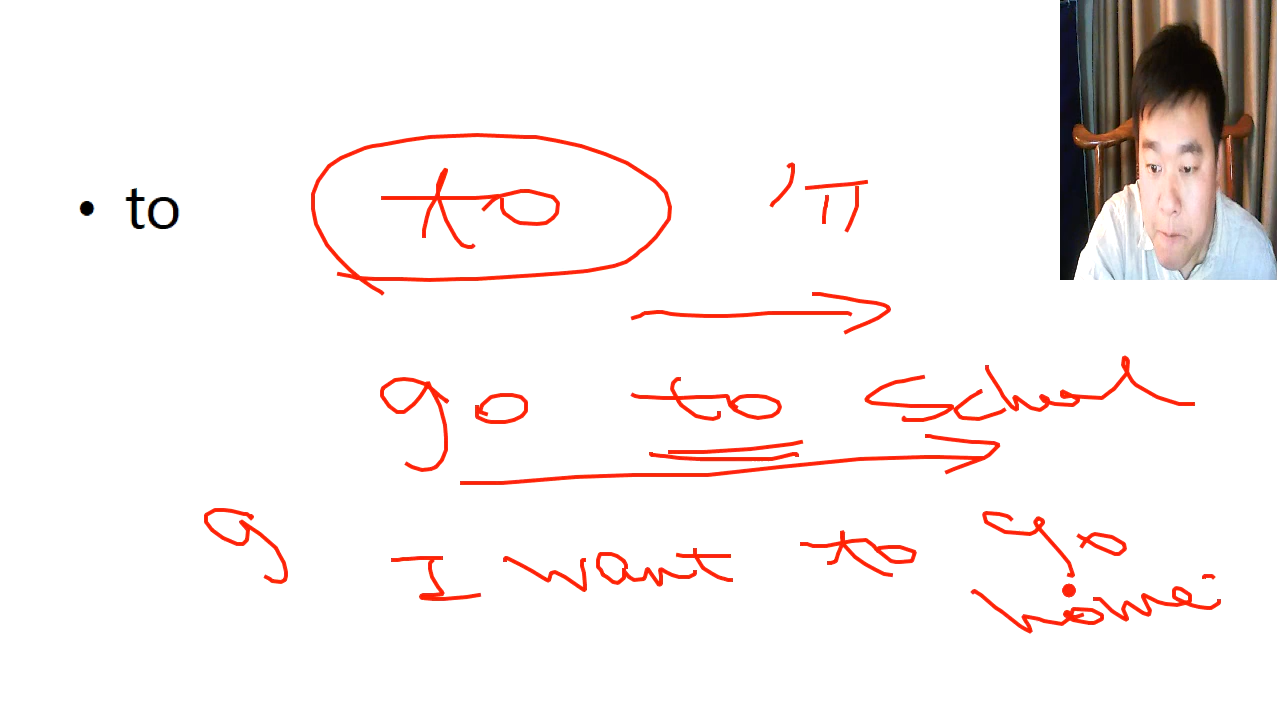 • to to
go to School
g I want to go
home